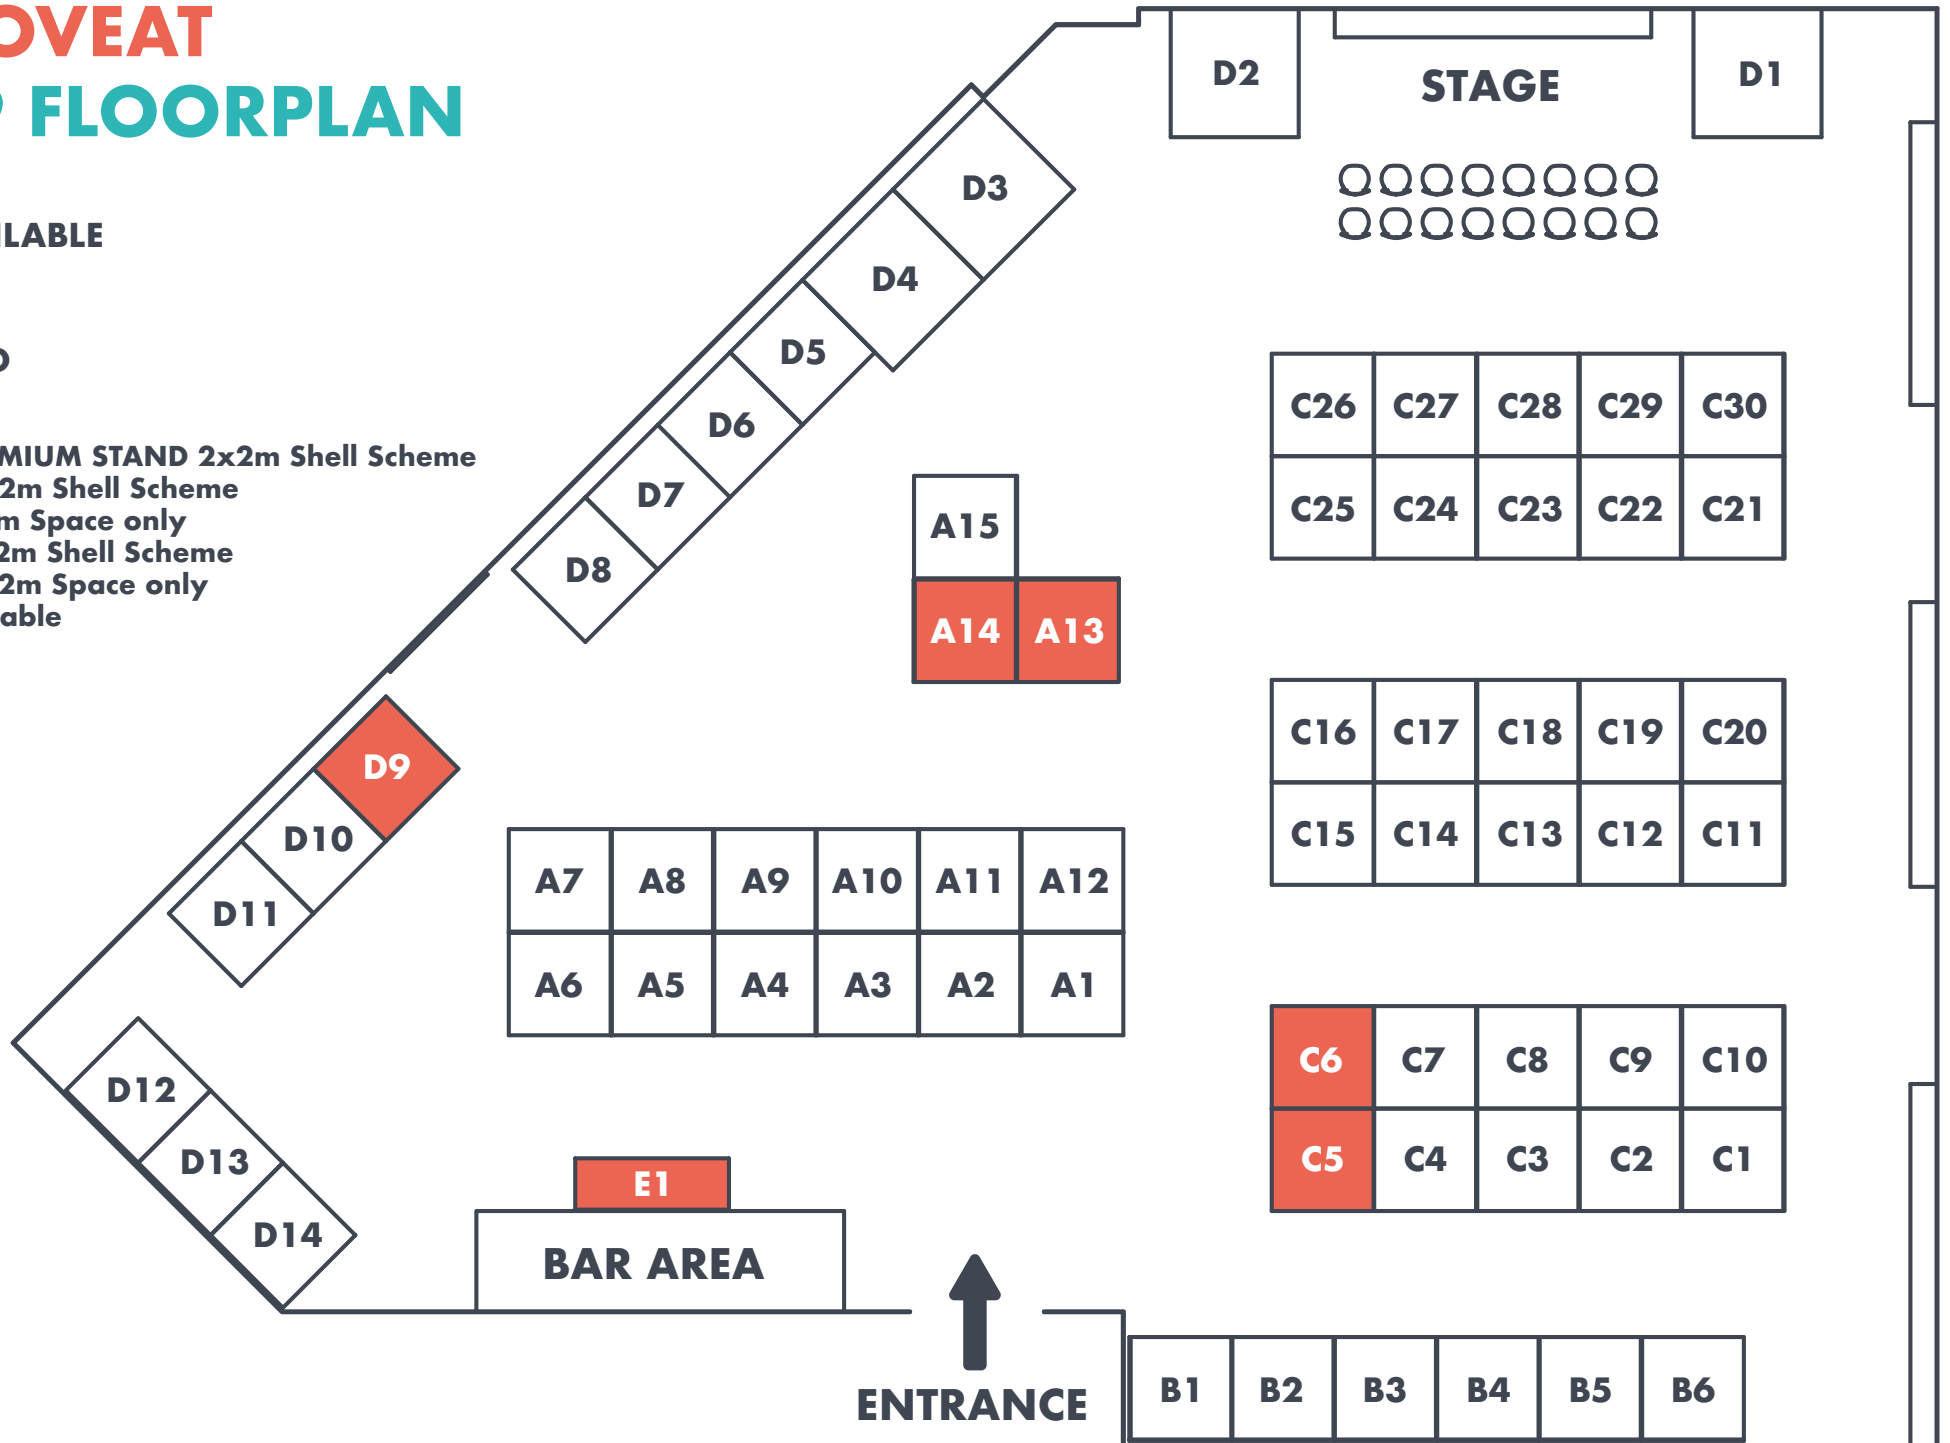 OVEAT
FLOORPLAN
ILABLE
MIUM STAND 2x2m Shell Scheme
2m Shell Scheme
m Space only
2m Shell Scheme
2m Space only
able
D2
STAGE
D1
D3
D4
D5
D6
D7
D8
C26 C27 C28 C29 C30
C25 C24 C23 C22 C21
A15
A14 A13
C16 C17 C18 C19 C20
C15 C14 C13 C12 C11
D9
D10
D11
A7 A8 A9 A10 A11 A12
A6 A5 A4 A3 A2 A1
C6 C7 C8 C9 C10
C5 C4 C3 C2 C1
D12
D13
D14
E1
BAR AREA
ENTRANCE
B1 B2 B3 B4 B5 B6